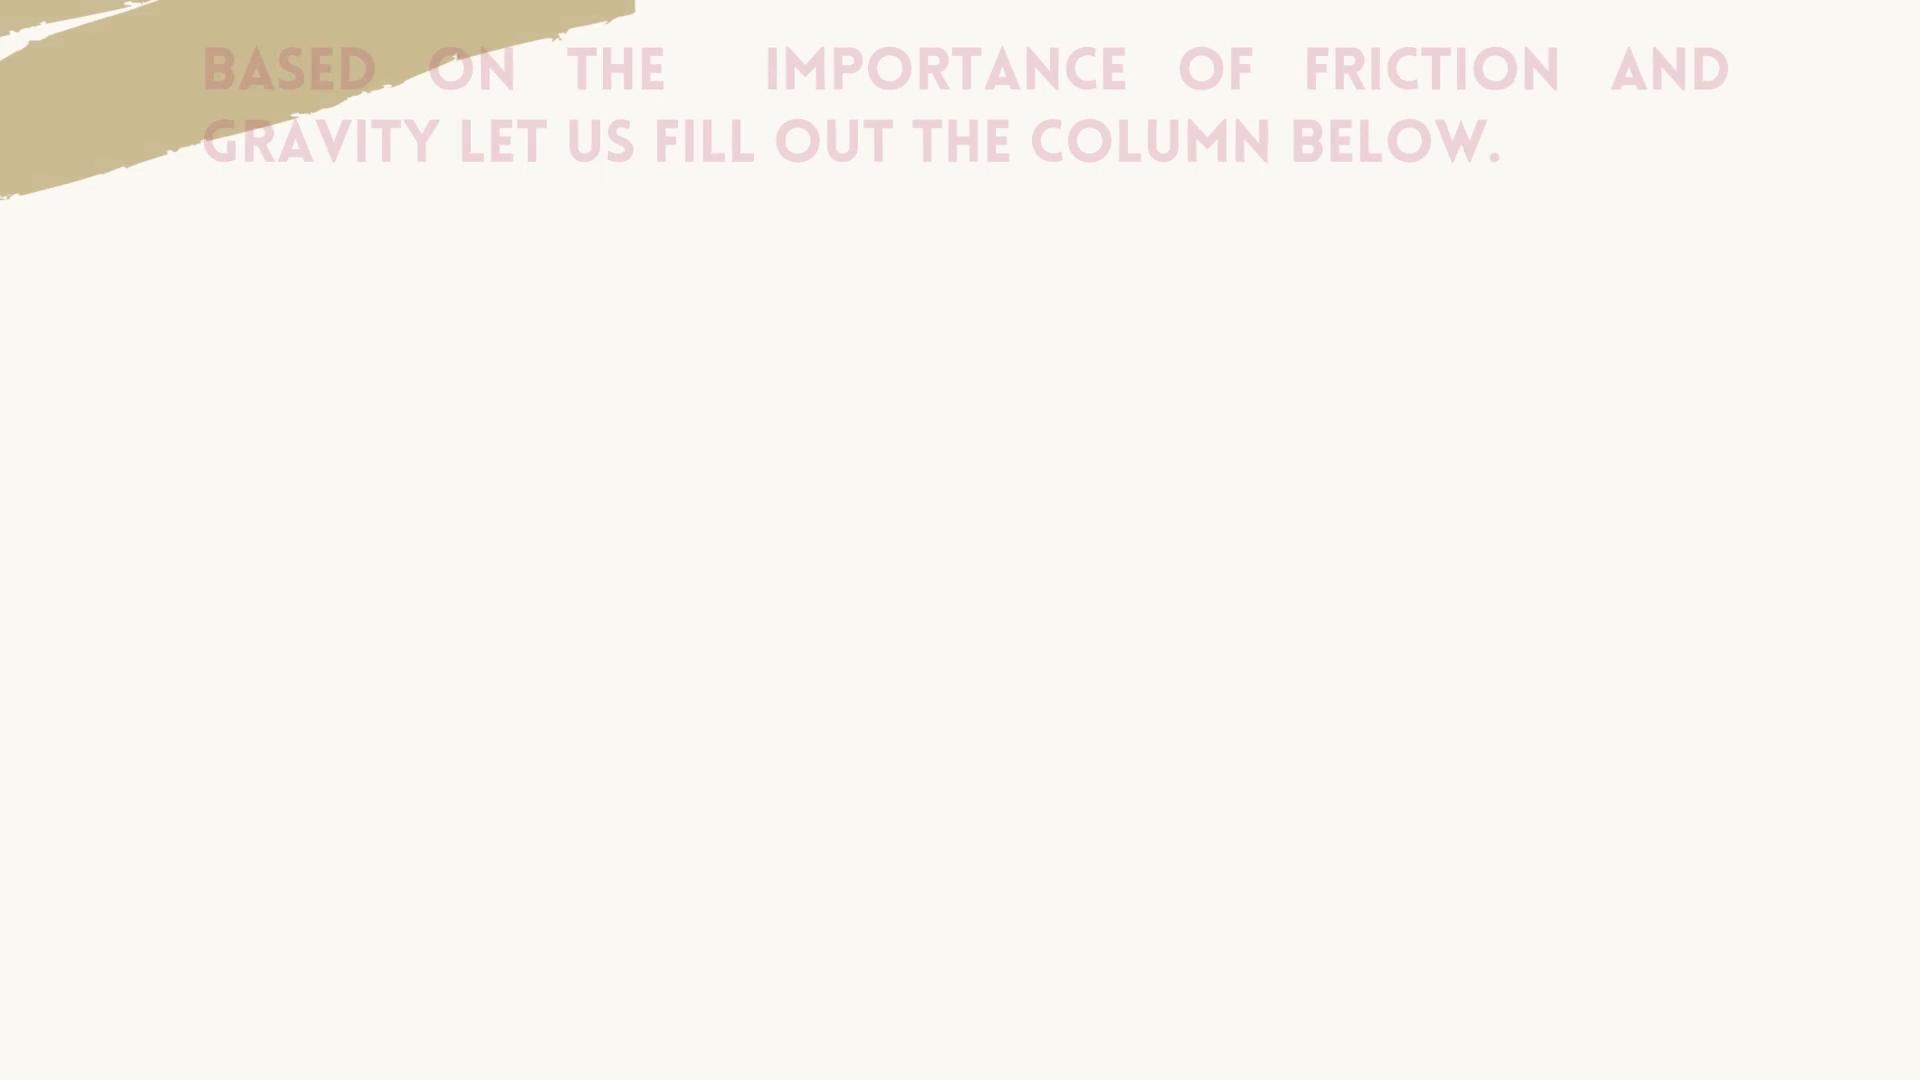 BASED ON THE IMPORTANCE OF FRICTION AND
GRAVITY LET US FILL OUT THE COLUMN BELOW.